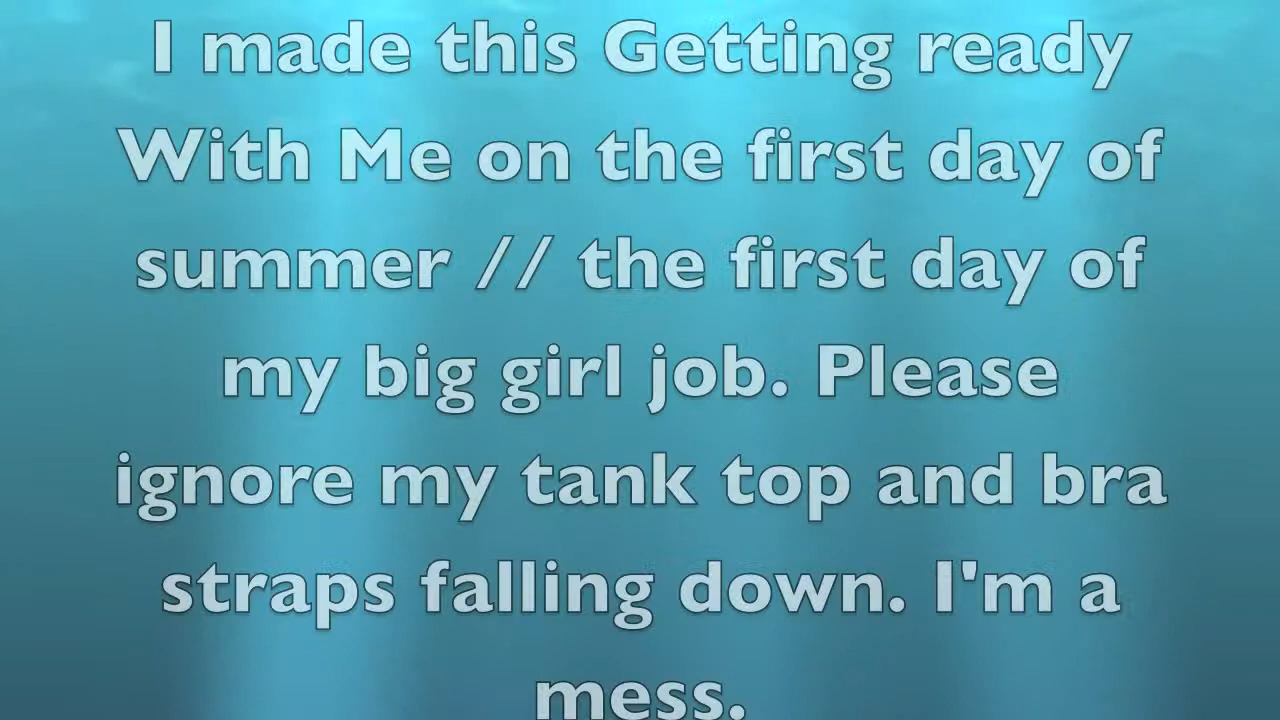 I made this Getting ready
With Me on the first day of
summer // the first day of
my big girl job. Please
ignore my tank top and bra
straps falling down. I'm a
mess.